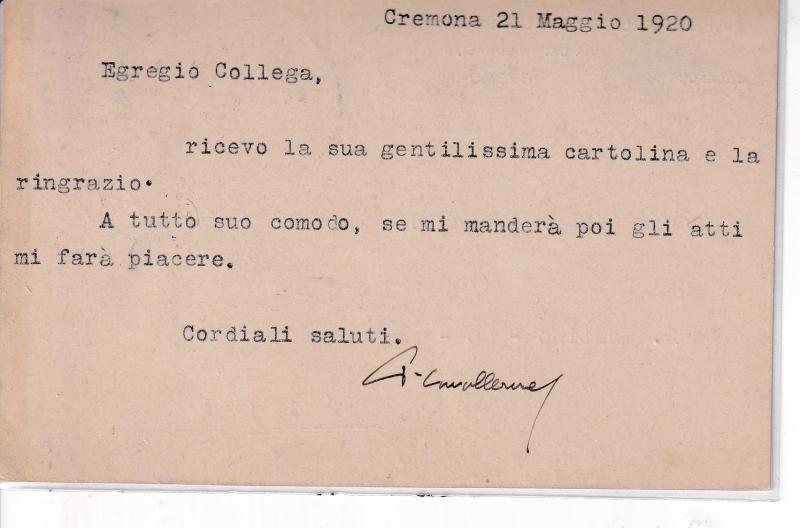 Cremona 21 Maggio 1920
Egregio Collega,
ricevo la sua gentilissima cartolina e la
ringrazio.
A tutto suo comodo, se mi manderà poi gli atti
mi farà piacere.
Cordiali saluti.